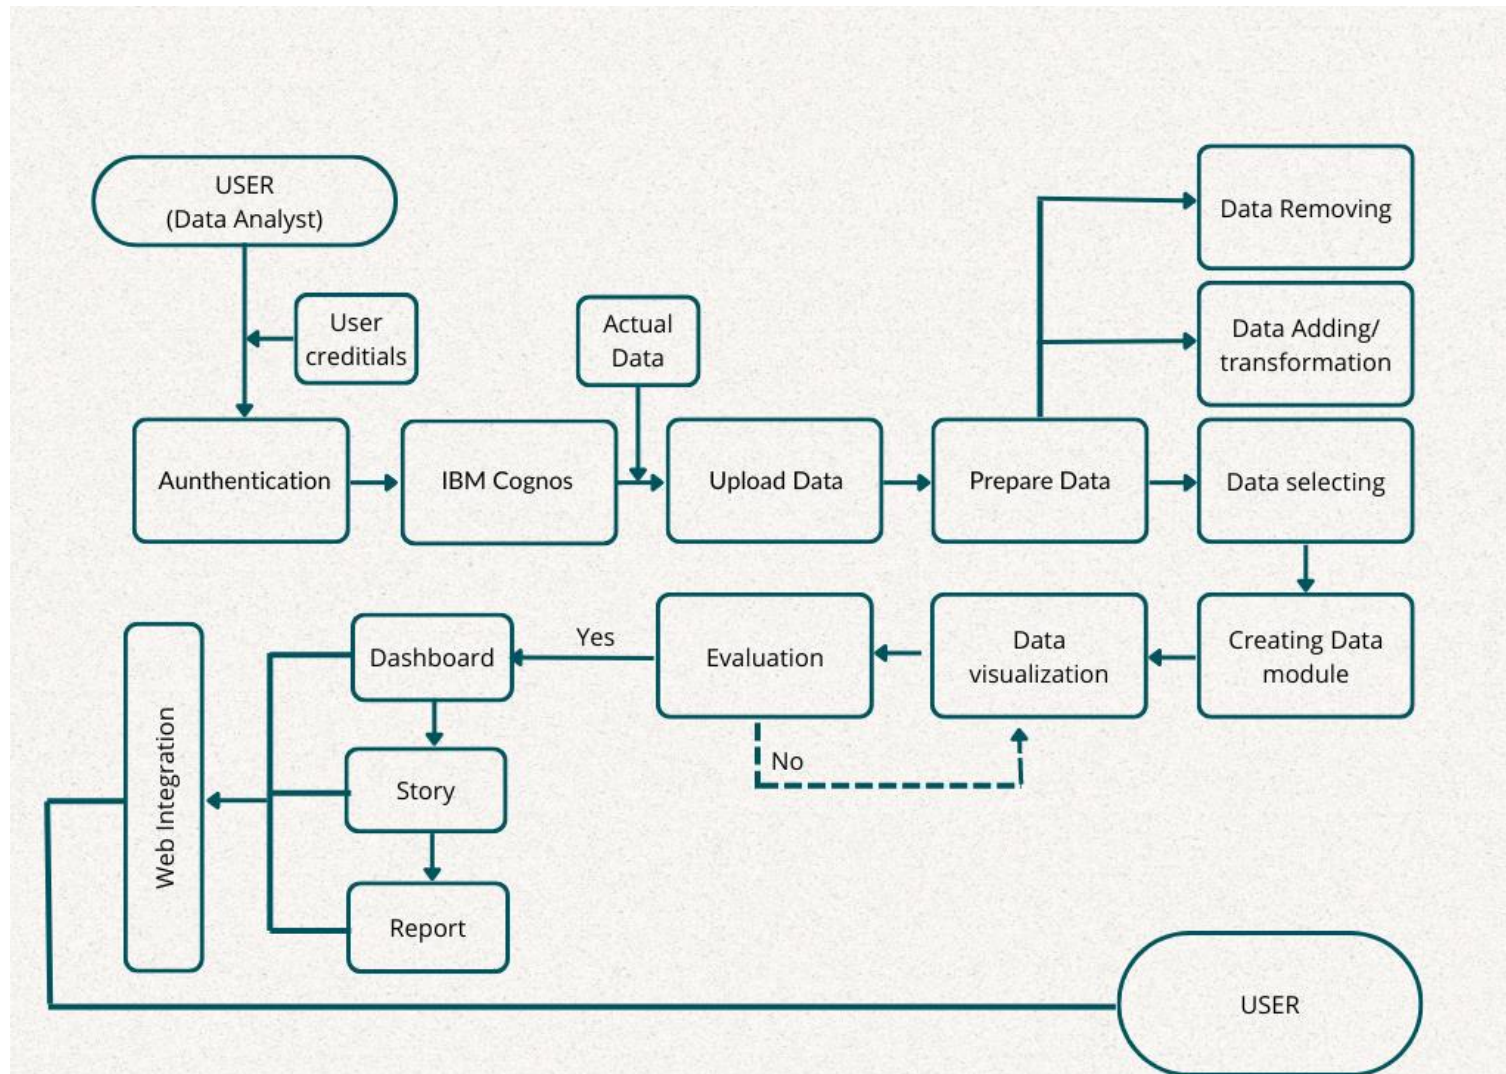 USER
(Data Analyst)
User
creditials
Actual
Data
Data Removing
Data Adding/
transformation
Aunthentication
IBM Cognos
Upload Data
Prepare Data
Data selecting
Web Integration
Dashboard
Yes
Evaluation
Data
visualization
Creating Data
module
No
Story
Report
USER